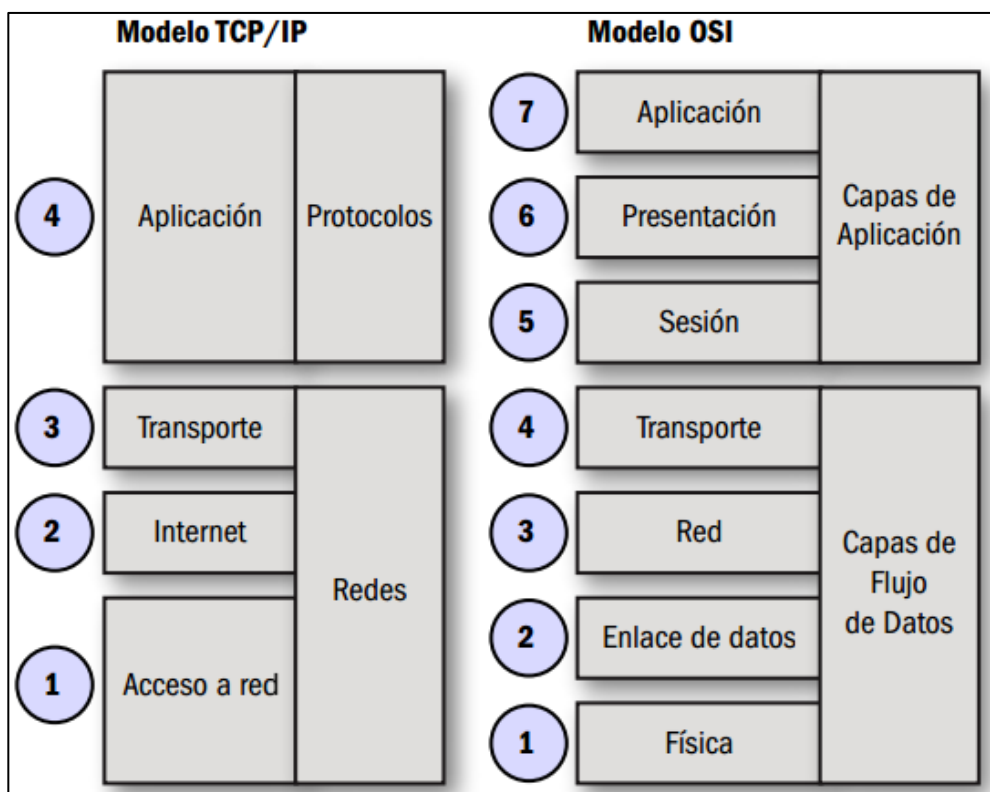 Modelo TCP/IP
4
Aplicación
Protocolos
3
Transporte
2
Internet
1
Acceso a red
Redes
Modelo OSI
7
Aplicación
6
Presentación
5
Sesión
Capas de
Aplicación
4
Transporte
3
Red
2
Enlace de datos
1
Física
Capas de
Flujo
de Datos